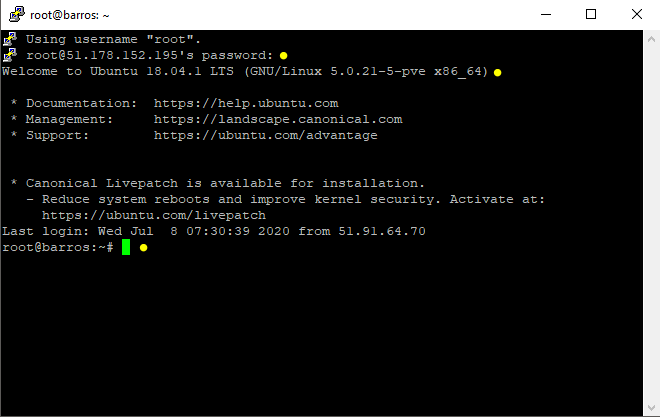 root@barros: ~
Using username "root".
root@51.178.152.195's password:
Welcome to Ubuntu 18.04.1 LTS (GNU/Linux 5.0.21-5-pve x86_64)
* Documentation:  https://help.ubuntu.com
* Management:     https://landscape.canonical.com
* Support:        https://ubuntu.com/advantage
* Canonical Livepatch is available for installation.
- Reduce system reboots and improve kernel security. Activate at:
https://ubuntu.com/livepatch
Last login: Wed Jul  8 07:30:39 2020 from 51.91.64.70
root@barros:~#